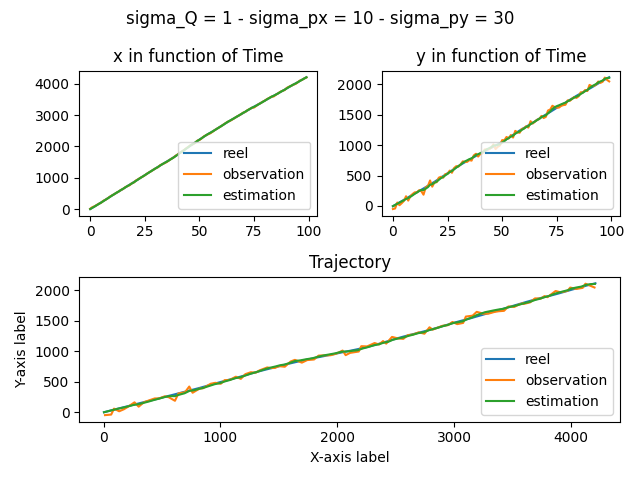 sigma_Q = 1 - sigma_px = 10 - sigma_py = 30
x in function of Time
4000
3000
2000
1000
0
0 25 50 75 100
reel
observation
estimation
y in function of Time
2000
1500
1000
500
0
0 25 50 75 100
reel
observation
estimation
Trajectory
Y-axis label
2000
1500
1000
500
0
0 1000 2000 3000 4000
X-axis label
reel
observation
estimation